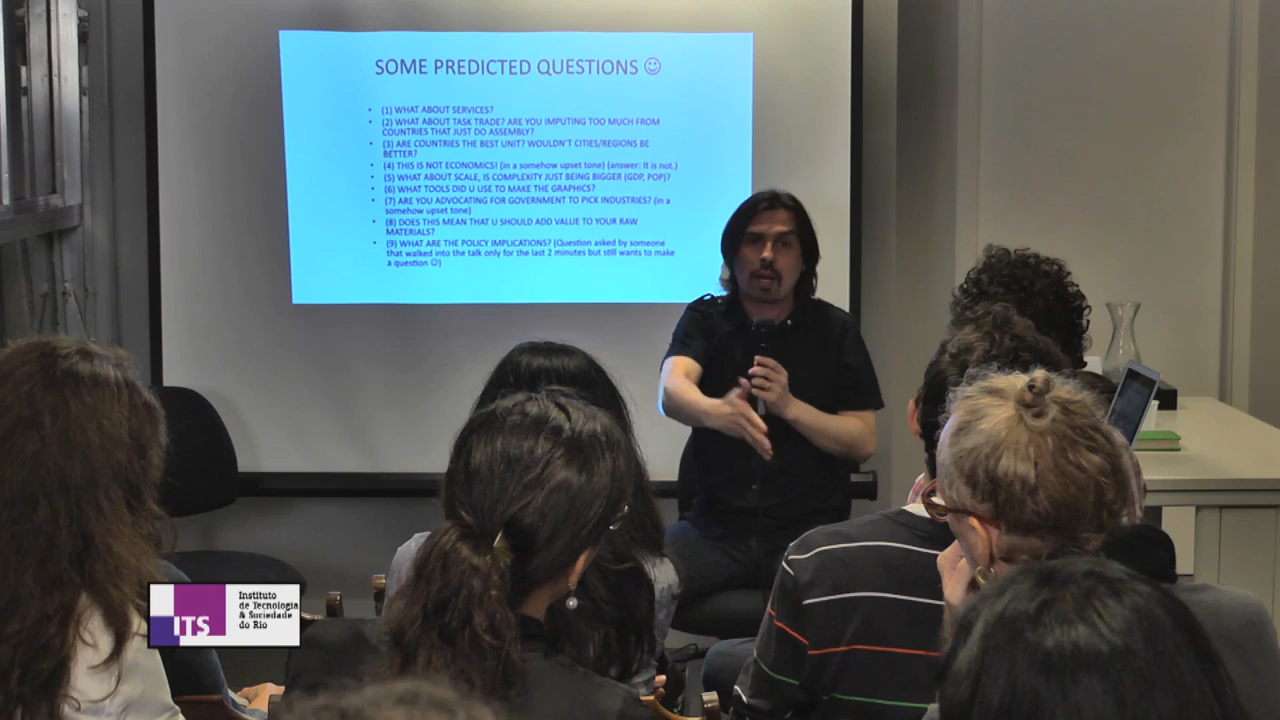 SOME PREDICTED QUESTIONS ☺
• (1) WHAT ABOUT SERVICES?
• (2) WHAT ABOUT TASK TRADE? ARE YOU IMPUTING TOO MUCH FROM
COUNTRIES THAT JUST DO ASSEMBLY?
• (3) ARE COUNTRIES THE BEST UNIT? WOULDN'T CITIES/REGIONS BE
BETTER?
• (4) THIS IS NOT ECONOMICS! (in a somehow upset tone) (answer: It is not.)
• (5) WHAT ABOUT SCALE, IS COMPLEXITY JUST BEING BIGGER (GDP, POP)?
• (6) WHAT TOOLS DID U USE TO MAKE THE GRAPHICS?
• (7) ARE YOU ADVOCATING FOR GOVERNMENT TO PICK INDUSTRIES? (in a
somehow upset tone)
• (8) DOES THIS MEAN THAT U SHOULD ADD VALUE TO YOUR RAW
MATERIALS?
• (9) WHAT ARE THE POLICY IMPLICATIONS? (Question asked by someone
that walked into the talk only for the last 2 minutes but still wants to make
a question ☺)
ITS
Instituto
de Tecnologia
& Sociedade
do Rio